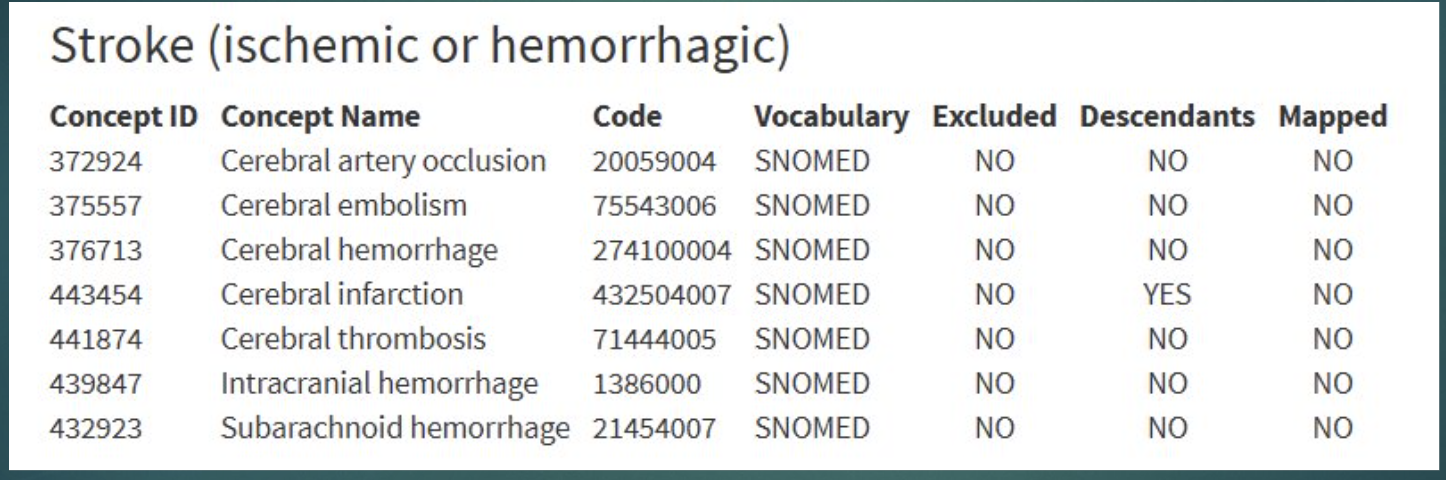 Stroke (ischemic or hemorrhagic)
Concept ID Concept Name Code Vocabulary Excluded Descendants Mapped
372924 Cerebral artery occlusion 20059004 SNOMED NO NO NO
375557 Cerebral embolism 75543006 SNOMED NO NO NO
376713 Cerebral hemorrhage 274100004 SNOMED NO NO NO
443454 Cerebral infarction 432504007 SNOMED NO YES NO
441874 Cerebral thrombosis 71444005 SNOMED NO NO NO
439847 Intracranial hemorrhage 1386000 SNOMED NO NO NO
432923 Subarachnoid hemorrhage 21454007 SNOMED NO NO NO